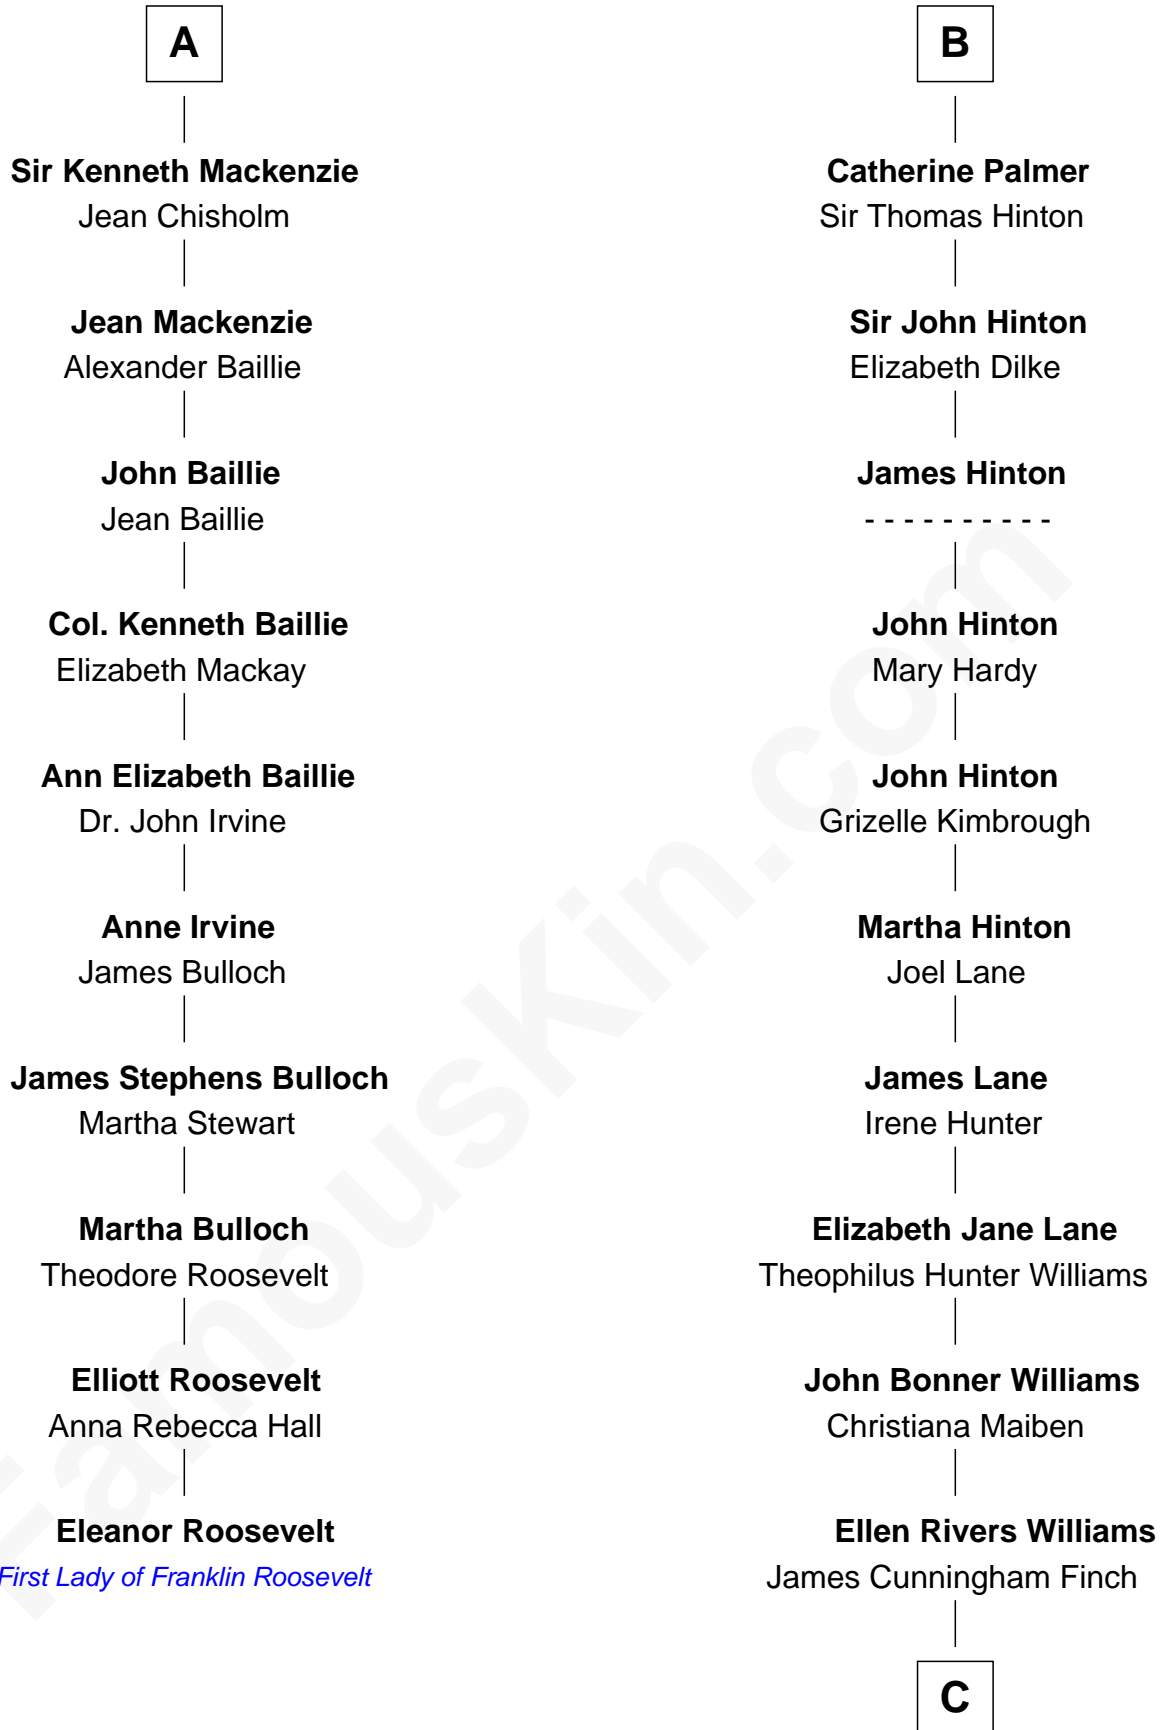 A
Sir Kenneth Mackenzie
Jean Chisholm
Jean Mackenzie
Alexander Baillie
John Baillie
Jean Baillie
Col. Kenneth Baillie
Elizabeth Mackay
Ann Elizabeth Baillie
Dr. John Irvine
Anne Irvine
James Bulloch
James Stephens Bulloch
Martha Stewart
Martha Bulloch
Theodore Roosevelt
Elliott Roosevelt
Anna Rebecca Hall
Eleanor Roosevelt
First Lady of Franklin Roosevelt
B
Catherine Palmer
Sir Thomas Hinton
Sir John Hinton
Elizabeth Dilke
James Hinton
- - - - - - - - - -
John Hinton
Mary Hardy
John Hinton
Grizelle Kimbrough
Martha Hinton
Joel Lane
James Lane
Irene Hunter
Elizabeth Jane Lane
Theophilus Hunter Williams
John Bonner Williams
Christiana Maiben
Ellen Rivers Williams
James Cunningham Finch
C
FamousKin.com